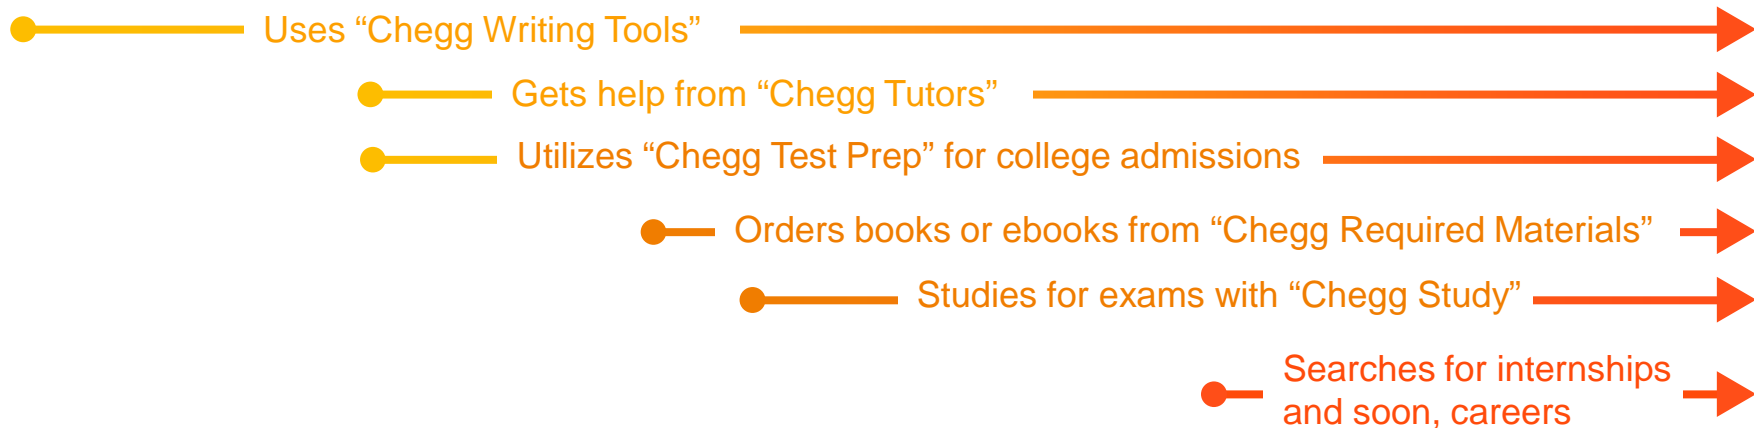 Uses “Chegg Writing Tools”
Gets help from “Chegg Tutors”
Utilizes “Chegg Test Prep” for college admissions
Orders books or ebooks from “Chegg Required Materials”
Studies for exams with “Chegg Study”
Searches for internships
and soon, careers